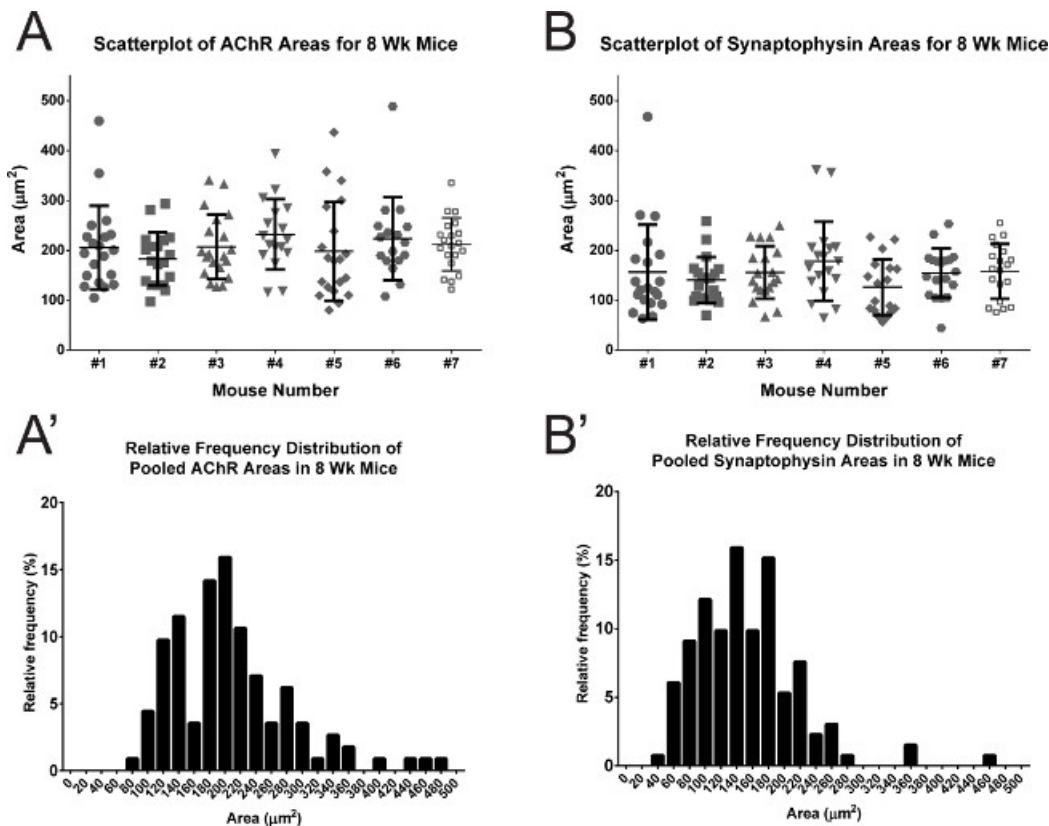 A
Scatterplot of AChR Areas for 8 Wk Mice
Area (μm²)
500
400
300
200
100
0
#1 #2 #3 #4 #5 #6 #7
Mouse Number
B
Scatterplot of Synaptophysin Areas for 8 Wk Mice
Area (μm²)
500
400
300
200
100
0
#1 #2 #3 #4 #5 #6 #7
Mouse Number
A'
Relative Frequency Distribution of
Pooled AChR Areas in 8 Wk Mice
Relative frequency (%)
20
15
10
5
0
0 20 40 60 80 100 120 140 160 180 200 220 240 260 280 300 320 340 360 380 400 420 440 460 480 500
Area (μm²)
B'
Relative Frequency Distribution of
Pooled Synaptophysin Areas in 8 Wk Mice
Relative frequency (%)
20
15
10
5
0
0 20 40 60 80 100 120 140 160 180 200 220 240 260 280 300 320 340 360 380 400 420 440 460 480 500
Area (μm²)